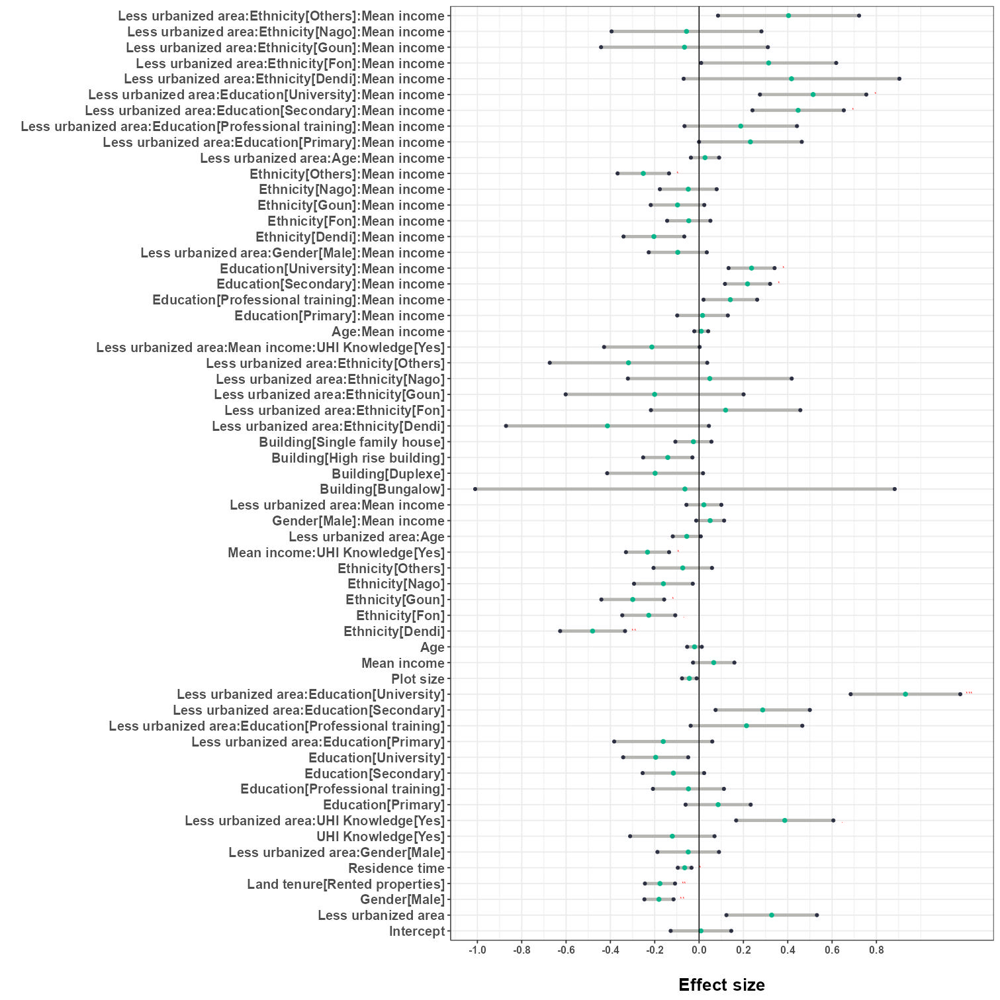 Less urbanized area:Ethnicity[Others]:Mean income
Less urbanized area:Ethnicity[Nago]:Mean income
Less urbanized area:Ethnicity[Goun]:Mean income
Less urbanized area:Ethnicity[Fon]:Mean income
Less urbanized area:Ethnicity[Dendi]:Mean income
Less urbanized area:Education[University]:Mean income
Less urbanized area:Education[Secondary]:Mean income
Less urbanized area:Education[Professional training]:Mean income
Less urbanized area:Education[Primary]:Mean income
Less urbanized area:Age:Mean income
Ethnicity[Others]:Mean income
Ethnicity[Nago]:Mean income
Ethnicity[Goun]:Mean income
Ethnicity[Fon]:Mean income
Ethnicity[Dendi]:Mean income
Less urbanized area:Gender[Male]:Mean income
Education[University]:Mean income
Education[Secondary]:Mean income
Education[Professional training]:Mean income
Education[Primary]:Mean income
Age:Mean income
Less urbanized area:Mean income:UHI Knowledge[Yes]
Less urbanized area:Ethnicity[Others]
Less urbanized area:Ethnicity[Nago]
Less urbanized area:Ethnicity[Goun]
Less urbanized area:Ethnicity[Fon]
Less urbanized area:Ethnicity[Dendi]
Building[Single family house]
Building[High rise building]
Building[Duplexe]
Building[Bungalow]
Less urbanized area:Mean income
Gender[Male]:Mean income
Less urbanized area:Age
Mean income:UHI Knowledge[Yes]
Ethnicity[Others]
Ethnicity[Nago]
Ethnicity[Goun]
Ethnicity[Fon]
Ethnicity[Dendi]
Age
Mean income
Plot size
Less urbanized area:Education[University]
Less urbanized area:Education[Secondary]
Less urbanized area:Education[Professional training]
Less urbanized area:Education[Primary]
Education[University]
Education[Secondary]
Education[Professional training]
Education[Primary]
Less urbanized area:UHI Knowledge[Yes]
UHI Knowledge[Yes]
Less urbanized area:Gender[Male]
Residence time
Land tenure[Rented properties]
Gender[Male]
Less urbanized area
Intercept
-1.0 -0.8 -0.6 -0.4 -0.2 0.0 0.2 0.4 0.6 0.8
Effect size